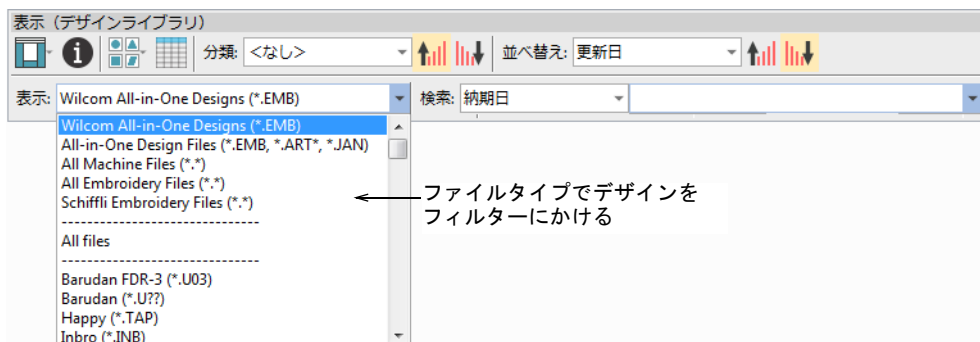 表示（デザインライブラリ）
分類: <なし> 並べ替え: 更新日
表示: Wilcom All-in-One Designs (*.EMB) 検索: 納期日
Wilcom All-in-One Designs (*.EMB)
All-in-One Design Files (*.EMB, *.ART*, *.JAN)
All Machine Files (*.*)
All Embroidery Files (*.*)
Schiffli Embroidery Files (*.*)
--------------------------------
All files
--------------------------------
Barudan FDR-3 (*.U03)
Barudan (*.U??)
Happy (*.TAP)
Inbro (*.INB)
ファイルタイプでデザインを
フィルターにかける